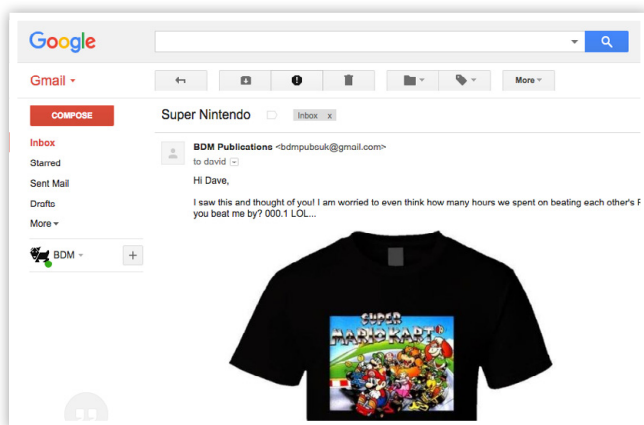 Google
Gmail
More
COMPOSE
Super Nintendo
Inbox x
Inbox
Starred
Sent Mail
Drafts
More
BDM
BDM Publications <bdmpubsuk@gmail.com>
to david
Hi Dave,
I saw this and thought of you! I am worried to even think how many hours we spent on beating each other's
you beat me by? 000.1 LOL...
SUPER
MARIO KART